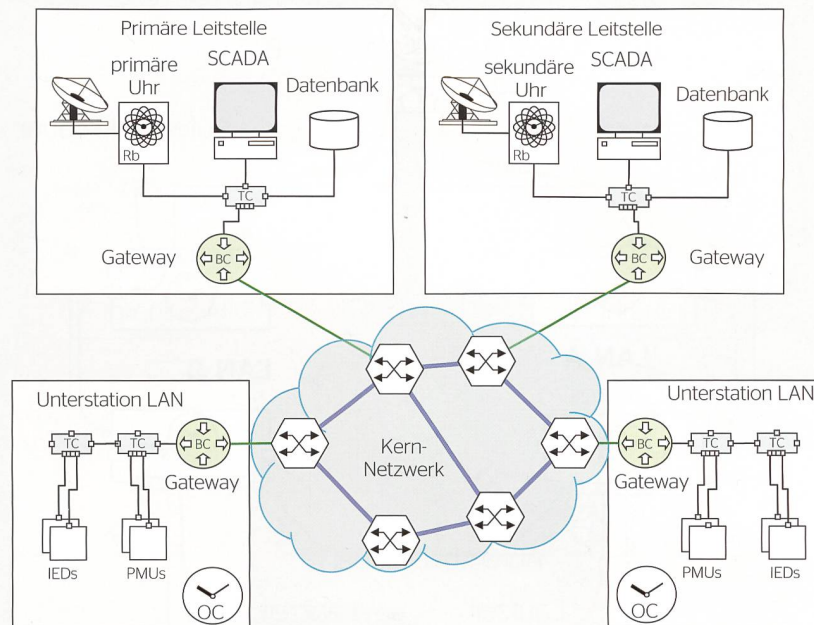 Primäre Leitstelle
primäre
Uhr
SCADA
Datenbank
Rb
TC
Gateway
BC
Sekundäre Leitstelle
sekundäre
Uhr
SCADA
Datenbank
Rb
TC
BC
Gateway
Unterstation LAN
TC
TC
BC
Gateway
IEDs
PMUs
OC
Kern-
Netzwerk
Unterstation LAN
BC
TC
TC
Gateway
PMUs
IEDs
OC